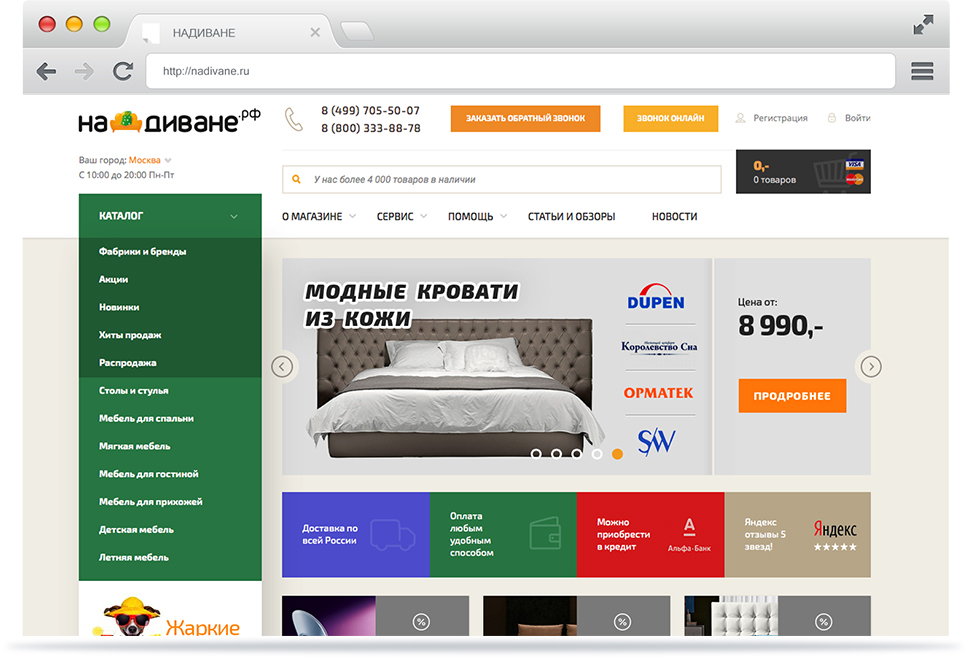 НАДИВАНЕ
http://nadivane.ru
на диване.рф
8 (499) 705-50-07
8 (800) 333-88-78
ЗАКАЗАТЬ ОБРАТНЫЙ ЗВОНОК
ЗВОНОК ОНЛАЙН
Регистрация
Войти
Ваш город: Москва
С 10:00 до 20:00 Пн-Пт
У нас более 4 000 товаров в наличии
0,-
0 товаров
VISA
MasterCard
КАТАЛОГ
О МАГАЗИНЕ
СЕРВИС
ПОМОЩЬ
СТАТЬИ И ОБЗОРЫ
НОВОСТИ
Фабрики и бренды
Акции
Новинки
Хиты продаж
Распродажа
Столы и стулья
Мебель для спальни
Мягкая мебель
Мебель для гостиной
Мебель для прихожей
Детская мебель
Летняя мебель
МОДНЫЕ КРОВАТИ
ИЗ КОЖИ
DUPEN
Королевство Сна
ОРМАТЕК
SW
Цена от:
8 990,-
ПРОДРОБНЕЕ
Доставка по
всей России
Оплата
любым
удобным
способом
Можно
приобрести
в кредит
А
Альфа·Банк
Яндекс
отзывы 5
звезд!
Яндекс
Жаркие
%
%
%